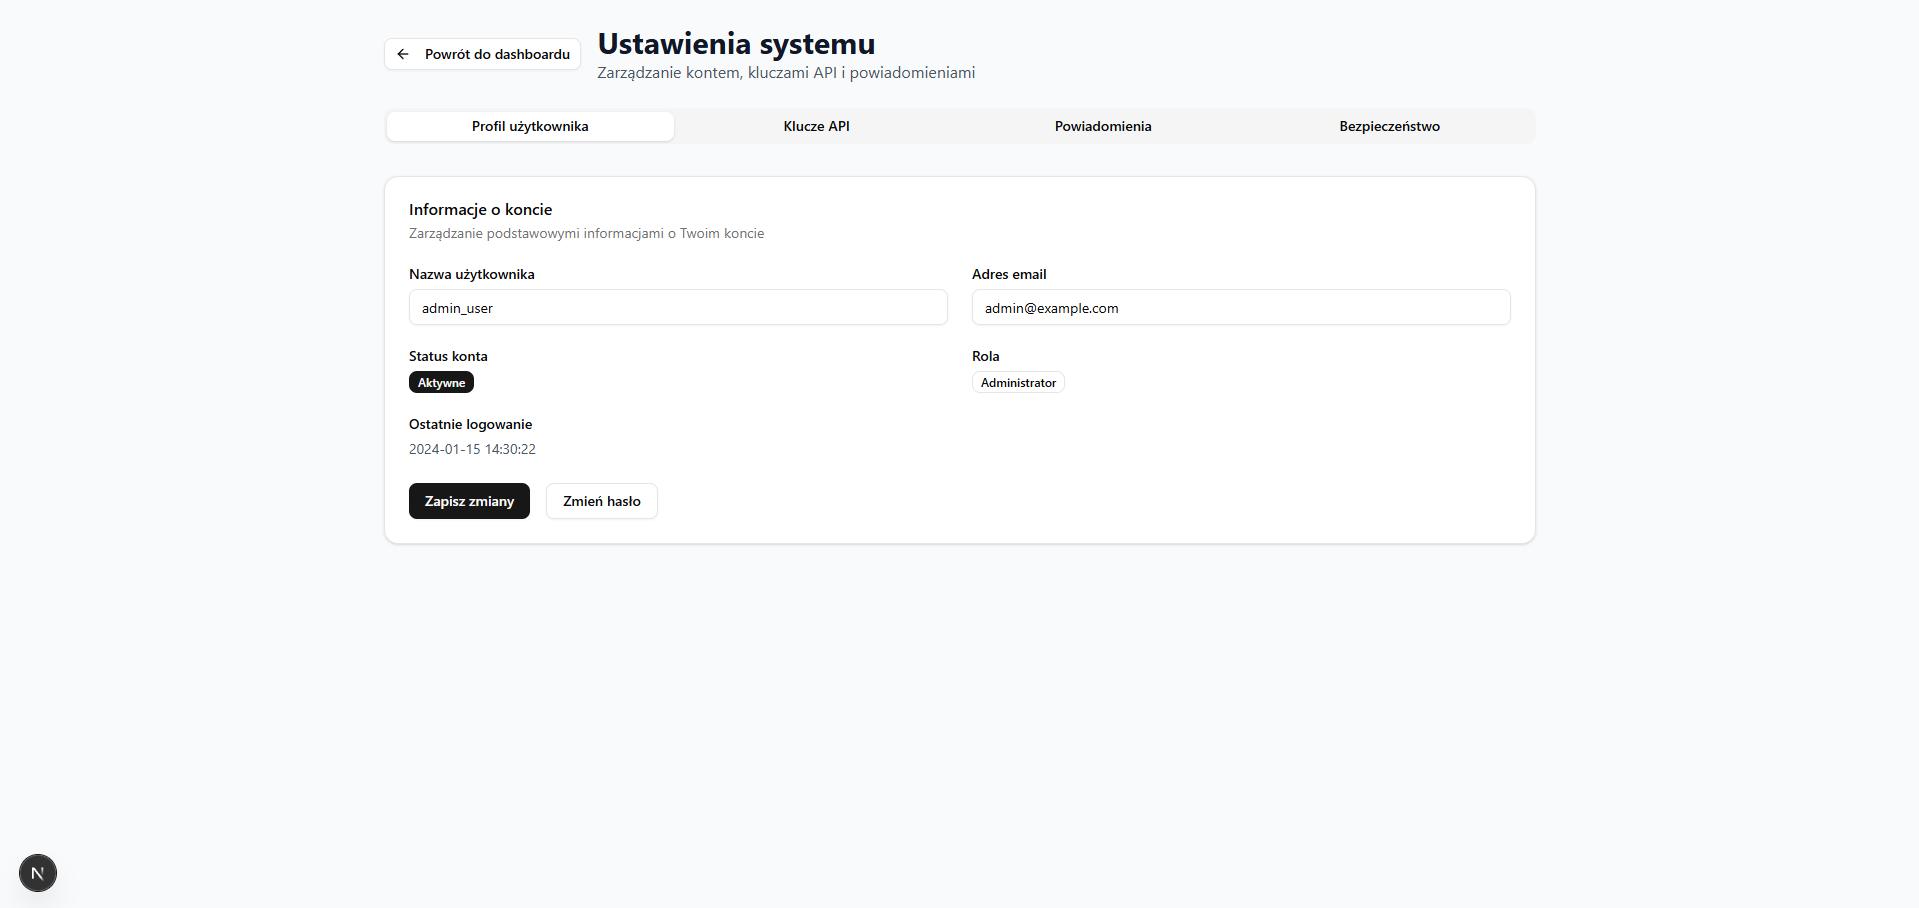 Powrót do dashboardu
Ustawienia systemu
Zarządzanie kontem, kluczami API i powiadomieniami
Profil użytkownika
Klucze API
Powiadomienia
Bezpieczeństwo
Informacje o koncie
Zarządzanie podstawowymi informacjami o Twoim koncie
Nazwa użytkownika
admin_user
Adres email
admin@example.com
Status konta
Aktywne
Rola
Administrator
Ostatnie logowanie
2024-01-15 14:30:22
Zapisz zmiany
Zmień hasło
N